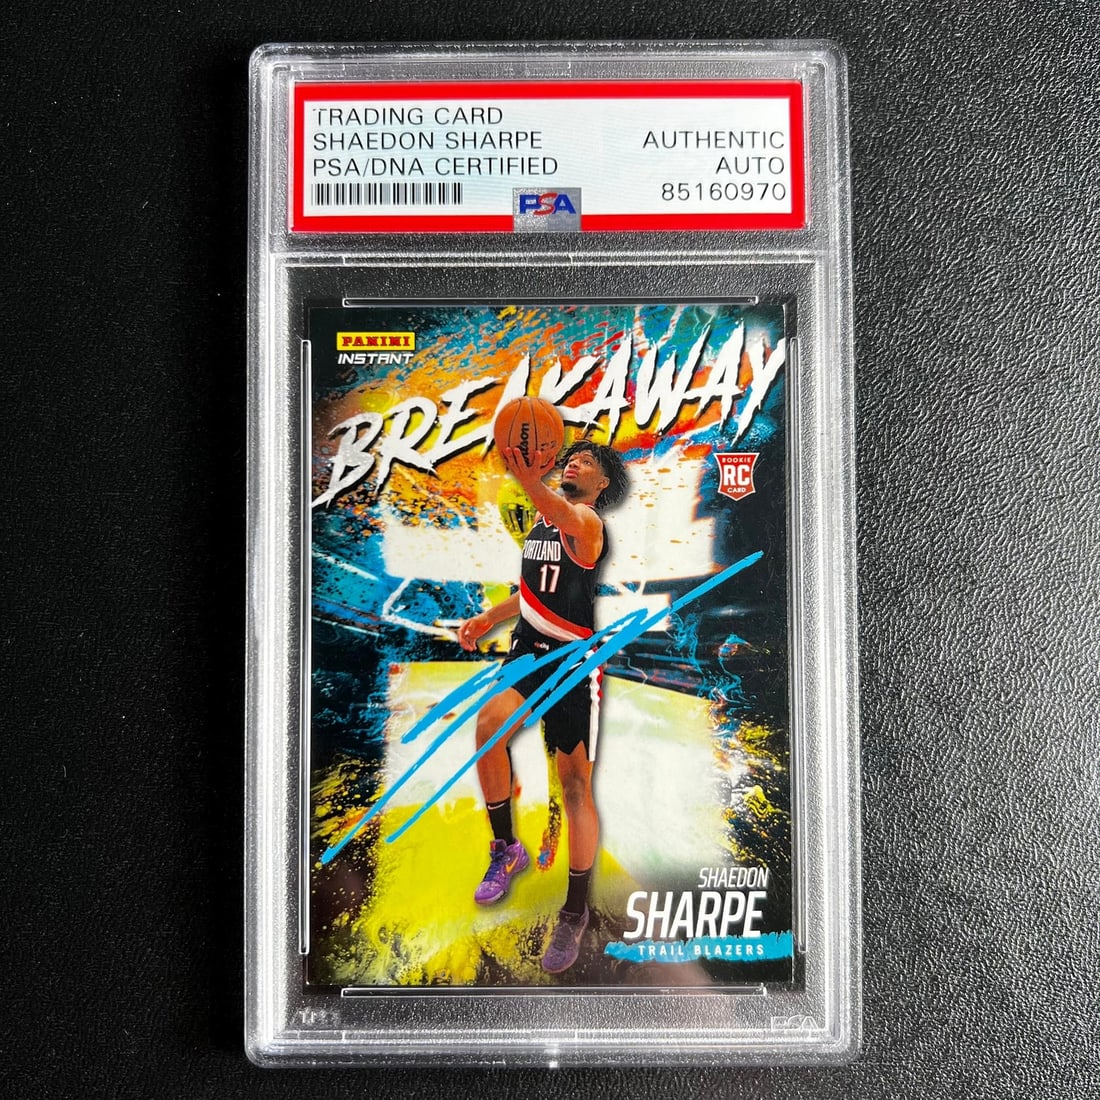 TRADING CARD
SHAEDON SHARPE
PSA/DNA CERTIFIED
AUTHENTIC
AUTO
85160970
PSA
PANINI
INSTANT
BREAKAWAY
ROOKIE
RC
CARD
PORTLAND
17
SHAEDON
SHARPE
TRAIL BLAZERS
PSA